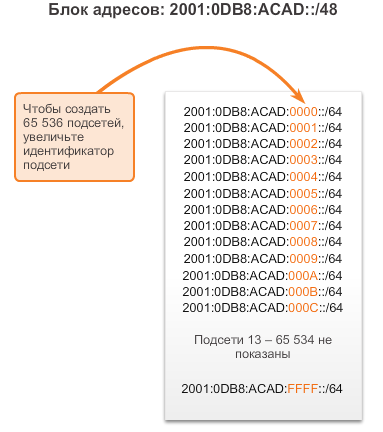 Блок адресов: 2001:0DB8:ACAD::/48
Чтобы создать
65 536 подсетей,
увеличьте
идентификатор
подсети
2001:0DB8:ACAD:0000::/64
2001:0DB8:ACAD:0001::/64
2001:0DB8:ACAD:0002::/64
2001:0DB8:ACAD:0003::/64
2001:0DB8:ACAD:0004::/64
2001:0DB8:ACAD:0005::/64
2001:0DB8:ACAD:0006::/64
2001:0DB8:ACAD:0007::/64
2001:0DB8:ACAD:0008::/64
2001:0DB8:ACAD:0009::/64
2001:0DB8:ACAD:000A::/64
2001:0DB8:ACAD:000B::/64
2001:0DB8:ACAD:000C::/64
Подсети 13 – 65 534 не
показаны
2001:0DB8:ACAD:FFFF::/64